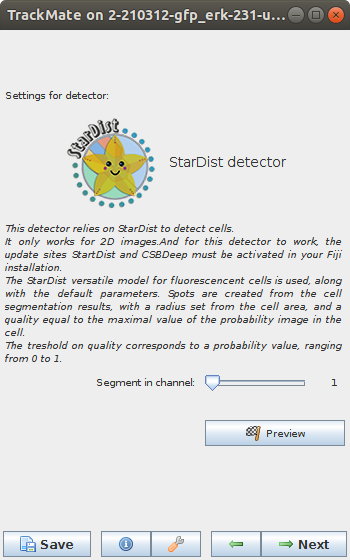 TrackMate on 2-210312-gfp_erk-231-u...
Settings for detector:
StarDist
StarDist detector
This detector relies on StarDist to detect cells.
It only works for 2D images.And for this detector to work, the
update sites StartDist and CSBDeep must be activated in your Fiji
installation.
The StarDist versatile model for fluorescencent cells is used, along
with the default parameters. Spots are created from the cell
segmentation results, with a radius set from the cell area, and a
quality equal to the maximal value of the probability image in the
cell.
The treshold on quality corresponds to a probability value, ranging
from 0 to 1.
Segment in channel: 1
Preview
Save Next